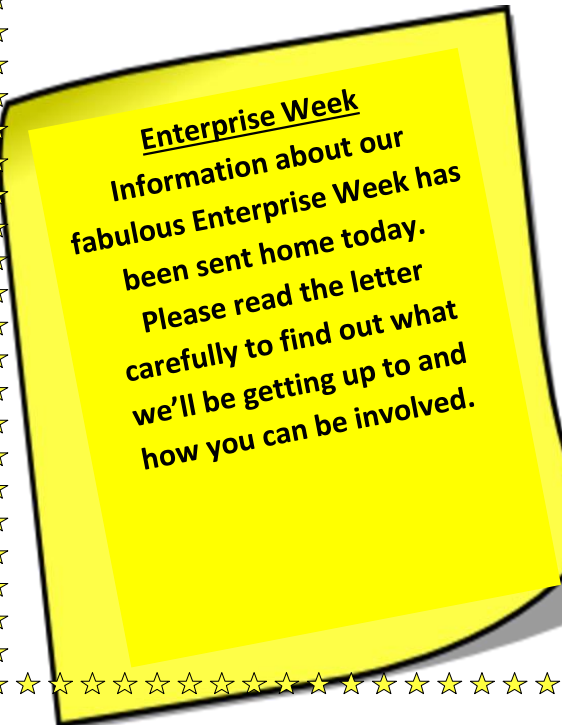 Enterprise Week
Information about our
fabulous Enterprise Week has
been sent home today.
Please read the letter
carefully to find out what
we’ll be getting up to and
how you can be involved.